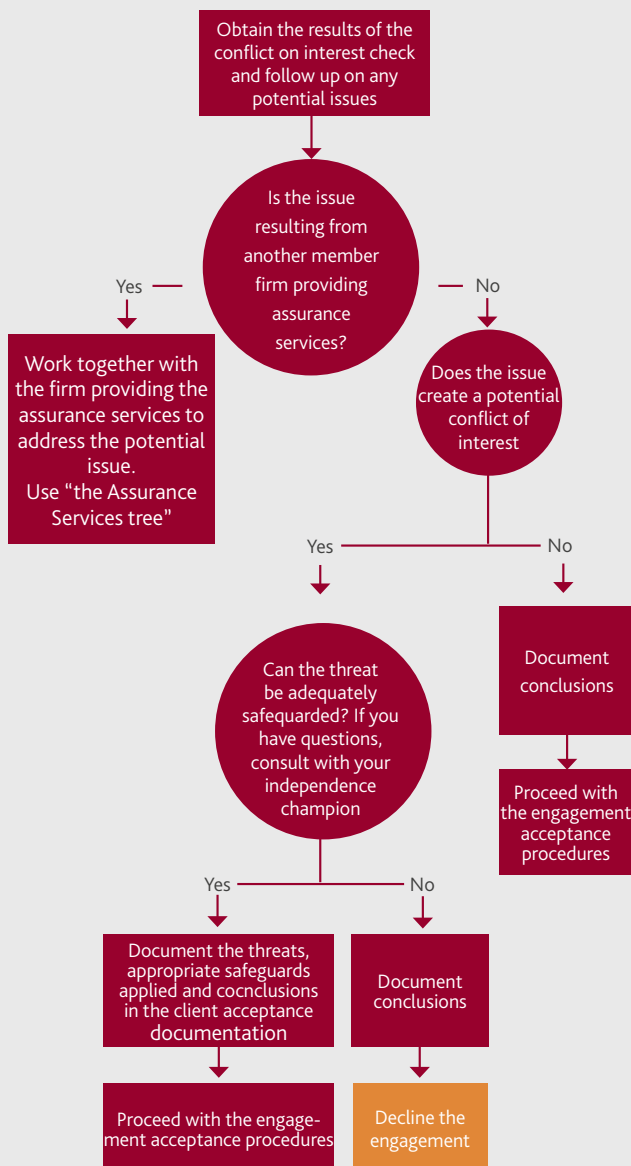 Obtain the results of the
conflict on interest check
and follow up on any
potential issues
Is the issue
resulting from
another member
firm providing
assurance
services?
Yes
No
Work together with
the firm providing the
assurance services to
address the potential
issue.
Use “the Assurance
Services tree”
Does the issue
create a potential
conflict of
interest
Yes
No
Can the threat
be adequately
safequarded? If you
have questions,
consult with your
independence
champion
Document
conclusions
Proceed with
the engagement
acceptance
procedures
Yes
No
Document the threats,
appropriate safeguards
applied and cocnclusions
in the client acceptance
documentation
Document
conclusions
Proceed with the engage-
ment acceptance procedures
Decline the
engagement